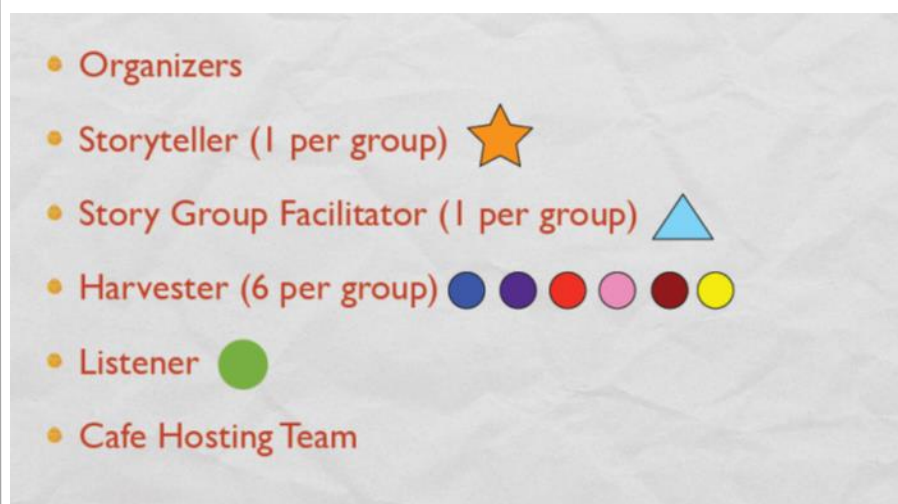 Organizers
Storyteller (1 per group)
Story Group Facilitator (1 per group)
Harvester (6 per group)
Listener
Cafe Hosting Team